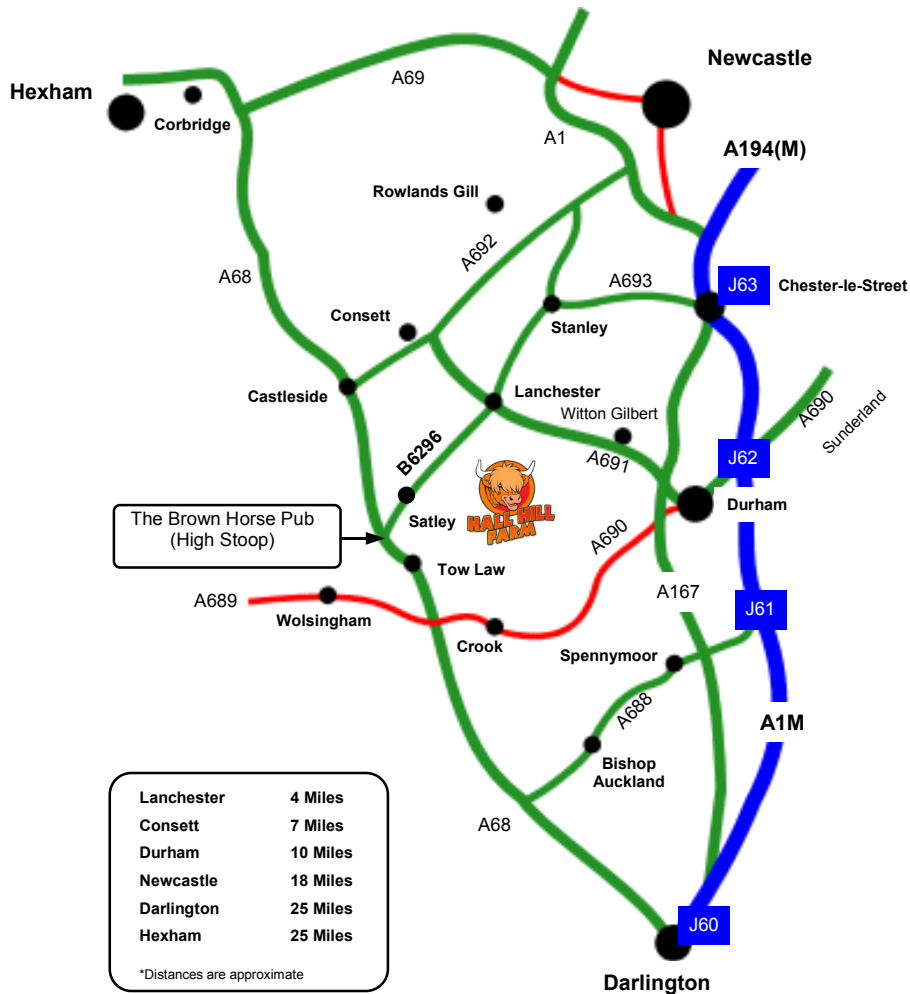 Newcastle
Hexham
A69
Corbridge
A1
A194(M)
Rowlands Gill
A692
A68
A693
J63
Chester-le-Street
Consett
Stanley
Castleside
Lanchester
Witton Gilbert
A690
Sunderland
B6296
A691
J62
HALL HILL
FARM
Satley
Durham
The Brown Horse Pub
(High Stoop)
A690
Tow Law
A167
A689
J61
Wolsingham
Crook
Spennymoor
A688
A1M
Bishop
Auckland
A68
Lanchester 4 Miles
Consett 7 Miles
Durham 10 Miles
Newcastle 18 Miles
Darlington 25 Miles
Hexham 25 Miles
*Distances are approximate
J60
Darlington